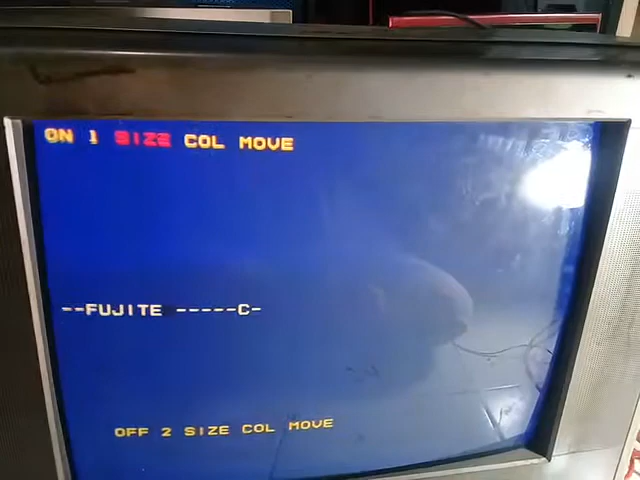 ON 1 SIZE COL MOVE
--FUJITE -----C-
OFF 2 SIZE COL MOVE